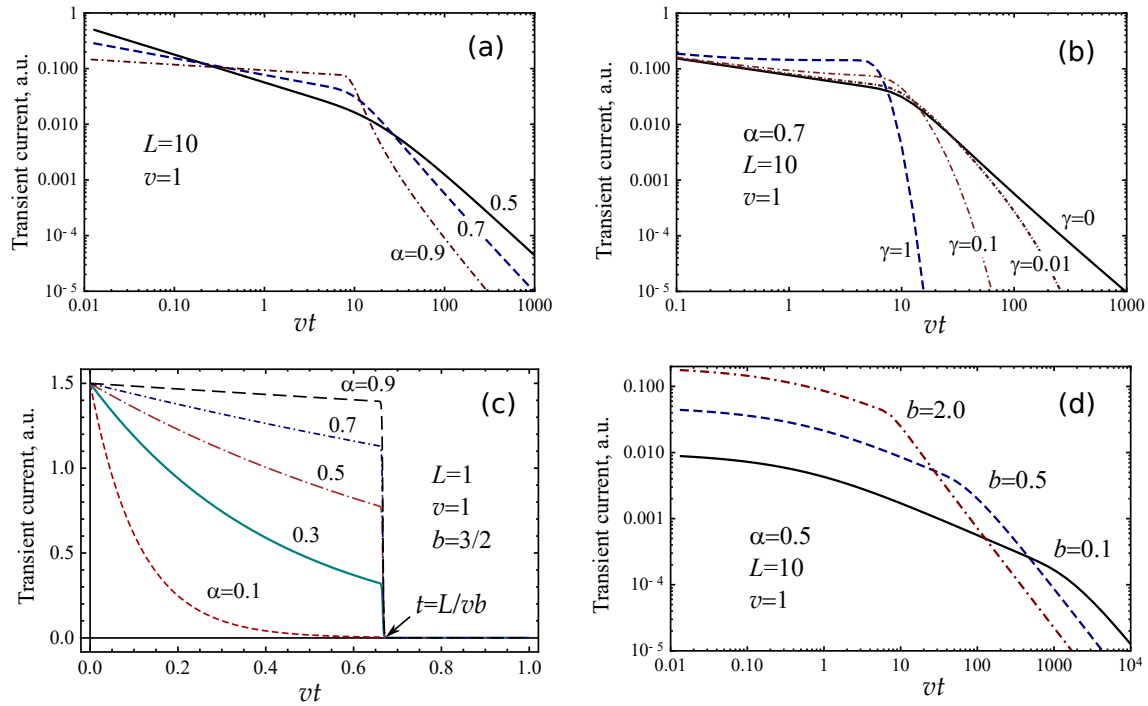 (a)
Transient current, a.u.
1
0.100
0.010
0.001
10⁻⁴
10⁻⁵
L=10
v=1
0.5
0.7
α=0.9
0.01
0.10
1
10
100
1000
vt
(b)
Transient current, a.u.
1
0.100
0.010
0.001
10⁻⁴
10⁻⁵
α=0.7
L=10
v=1
γ=0
γ=1
γ=0.1
γ=0.01
0.1
1
10
100
1000
vt
(c)
Transient current, a.u.
1.5
1.0
0.5
0.0
α=0.9
0.7
0.5
0.3
α=0.1
L=1
v=1
b=3/2
t=L/vb
0.0
0.2
0.4
0.6
0.8
1.0
vt
(d)
Transient current, a.u.
0.100
0.010
0.001
10⁻⁴
10⁻⁵
b=2.0
b=0.5
b=0.1
α=0.5
L=10
v=1
0.01
0.10
1
10
100
1000
10⁴
vt